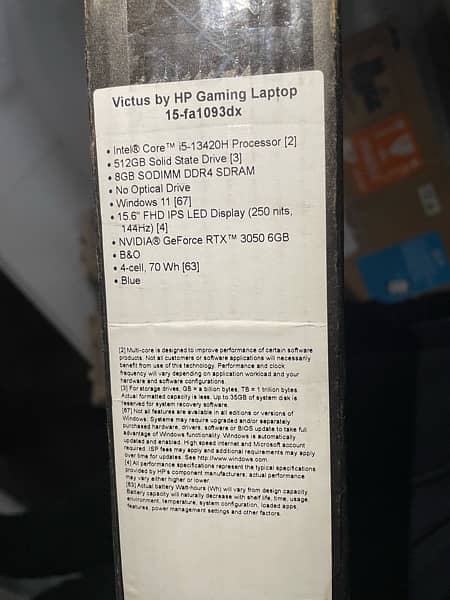 Victus by HP Gaming Laptop
15-fa1093dx
• Intel® Core™ i5-13420H Processor [2]
• 512GB Solid State Drive [3]
• 8GB SODIMM DDR4 SDRAM
• No Optical Drive
• Windows 11 [67]
• 15.6" FHD IPS LED Display (250 nits,
144Hz) [4]
• NVIDIA® GeForce RTX™ 3050 6GB
• B&O
• 4-cell, 70 Wh [63]
• Blue
[2] Multi-core is designed to improve performance of certain software
products. Not all customers or software applications will necessarily
benefit from use of this technology. Performance and clock
frequency will vary depending on application workload and your
hardware and software configurations.
[3] For storage drives, GB = a billion bytes, TB = 1 trillion bytes.
Actual formatted capacity is less. Up to 35GB of system disk is
reserved for system recovery software.
[67] Not all features are available in all editions or versions of
Windows. Systems may require upgraded and/or separately
purchased hardware, drivers, software or BIOS update to take full
advantage of Windows functionality. Windows is automatically
updated and enabled. High speed internet and Microsoft account
required. ISP fees may apply and additional requirements may apply
over time for updates. See http://www.windows.com.
[4] All performance specifications represent the typical specifications
provided by HP's component manufacturers; actual performance
may vary either higher or lower.
[63] Actual battery Watt-hours (Wh) will vary from design capacity.
Battery capacity will naturally decrease with shelf life, time, usage,
environment, temperature, system configuration, loaded apps,
features, power management settings and other factors.